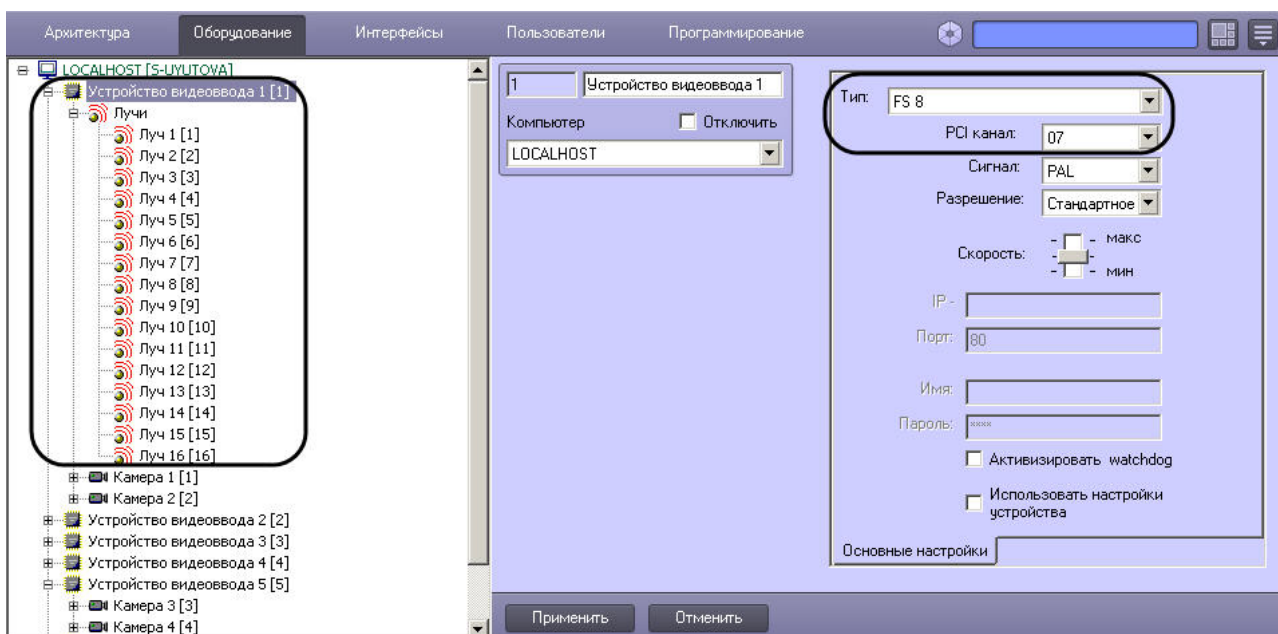 Архитектура Оборудование Интерфейсы Пользователи Программирование
LOCALHOST [S-UYUTOVA]
Устройство видеоввода 1 [1]
Лучи
Луч 1 [1]
Луч 2 [2]
Луч 3 [3]
Луч 4 [4]
Луч 5 [5]
Луч 6 [6]
Луч 7 [7]
Луч 8 [8]
Луч 9 [9]
Луч 10 [10]
Луч 11 [11]
Луч 12 [12]
Луч 13 [13]
Луч 14 [14]
Луч 15 [15]
Луч 16 [16]
Камера 1 [1]
Камера 2 [2]
Устройство видеоввода 2 [2]
Устройство видеоввода 3 [3]
Устройство видеоввода 4 [4]
Устройство видеоввода 5 [5]
Камера 3 [3]
Камера 4 [4]
1 Устройство видеоввода 1
Компьютер Отключить
LOCALHOST
Тип: FS 8
PCI канал: 07
Сигнал: PAL
Разрешение: Стандартное
- - макс
Скорость: - -
- - мин
IP -
Порт: 80
Имя:
Пароль: ××××
Активизировать watchdog
Использовать настройки
устройства
Основные настройки
Применить Отменить